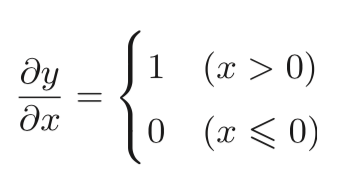 ∂y/∂x = { 1 (x > 0)
0 (x ⩽ 0)